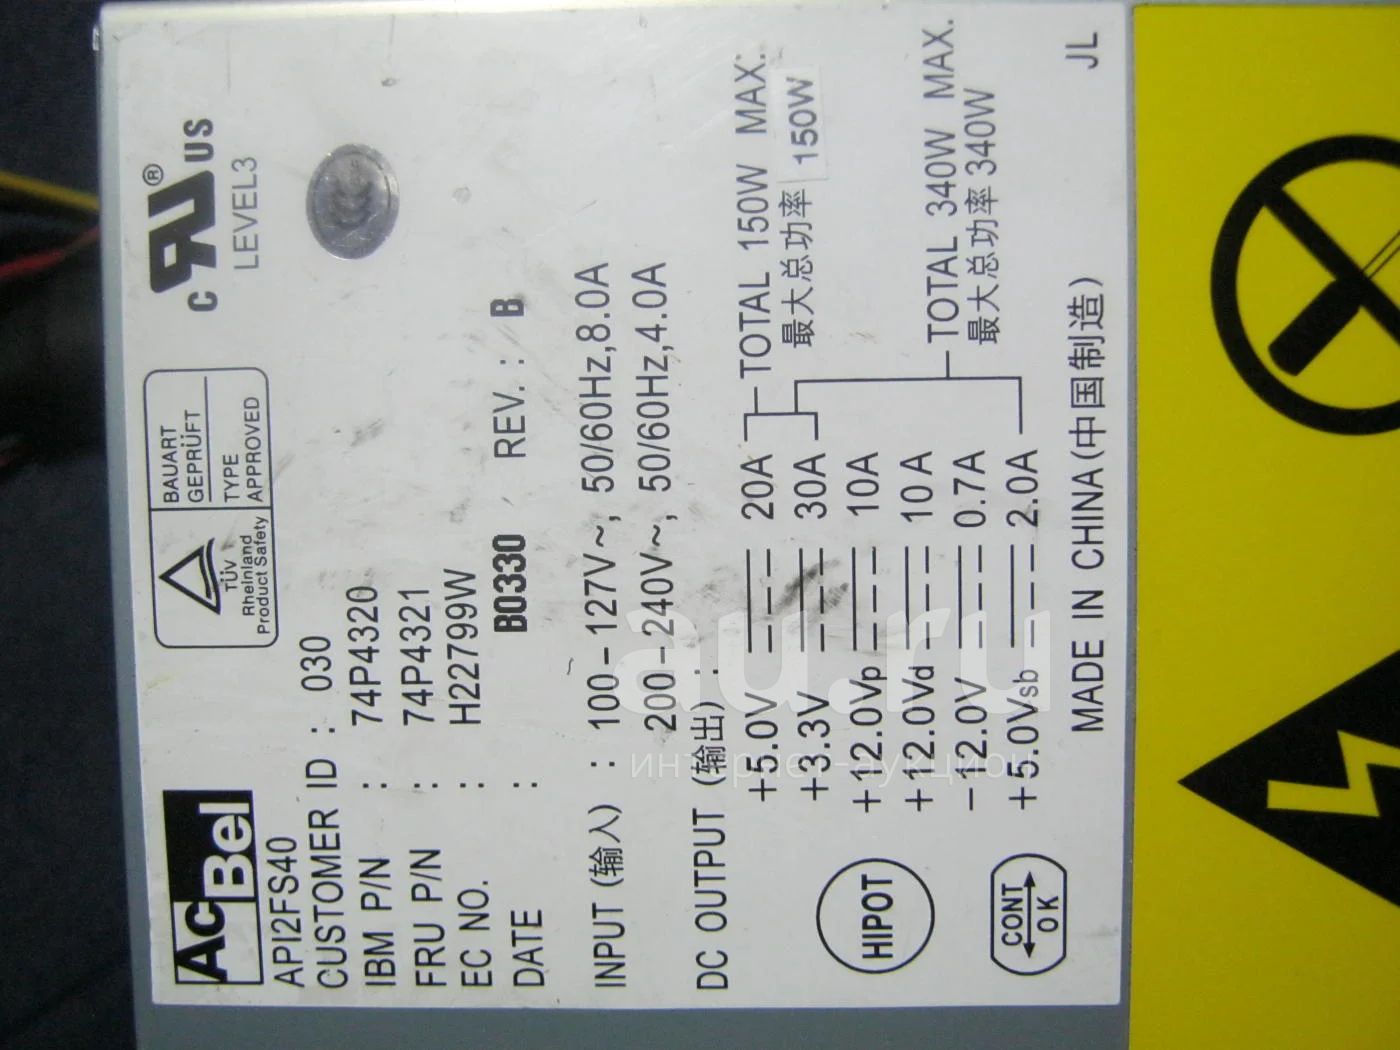 AcBel
API2FS40
CUSTOMER ID : 030
IBM P/N : 74P4320
FRU P/N : 74P4321
EC NO. : H22799W
DATE : B0330 REV. : B
TÜV
Rheinland
Product Safety
BAUART
GEPRÜFT
TYPE
APPROVED
c RU® US
LEVEL3
CCC
INPUT (输入) : 100-127V~, 50/60Hz,8.0A
200-240V~, 50/60Hz,4.0A
DC OUTPUT (输出) :
+5.0V 20A
+3.3V 30A
+12.0Vp 10A
+12.0Vd 10A
-12.0V 0.7A
+5.0Vsb 2.0A
TOTAL 150W MAX.
最大总功率 150W
TOTAL 340W MAX.
最大总功率 340W
HIPOT
CONT
OK
MADE IN CHINA(中国制造)
JL
au.ru
интернет-аукцион